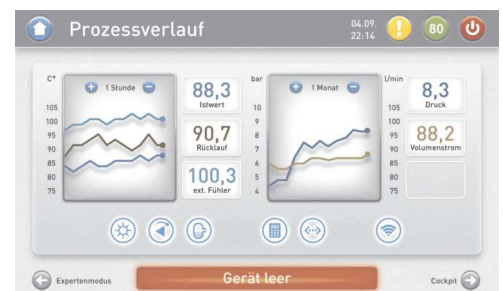 Prozessverlauf
04.09.
22:14
80
C°
1 Stunde
105
100
95
90
85
80
75
88,3
Istwert
90,7
Rücklauf
100,3
ext. Fühler
bar
1 Monat
10
9
8
7
6
5
4
l/min
105
100
95
90
85
80
75
8,3
Druck
88,2
Volumenstrom
Expertenmodus
Gerät leer
Cockpit